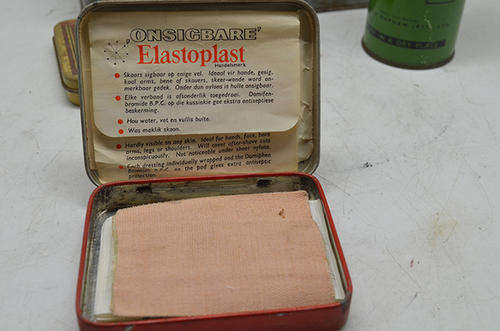 "ONSIGBARE"
Elastoplast
Handelsmerk
Skaars sigbaar op enige vel. Ideaal vir hande, gesig,
kaal arms, bene of skouers, skeer-wonde word on-
merkbaar gedek. Onder dun nylons is hulle onsigbaar.
Elke verband is afsonderlik toegedraai. Domifen-
bromide B.P.C. op die kussinkie gee ekstra antiseptiese
beskerming.
Hou water, vet en vuilis buite.
Was maklik skoon.
Hardly visible on any skin. Ideal for hands, face, bare
arms, legs or shoulders. Will cover after-shave cuts
inconspicuously. Not noticeable under sheer nylons.
Each dressing individually wrapped and the Domiphen
Bromide B.P.C. on the pad gives extra antiseptic
protection.